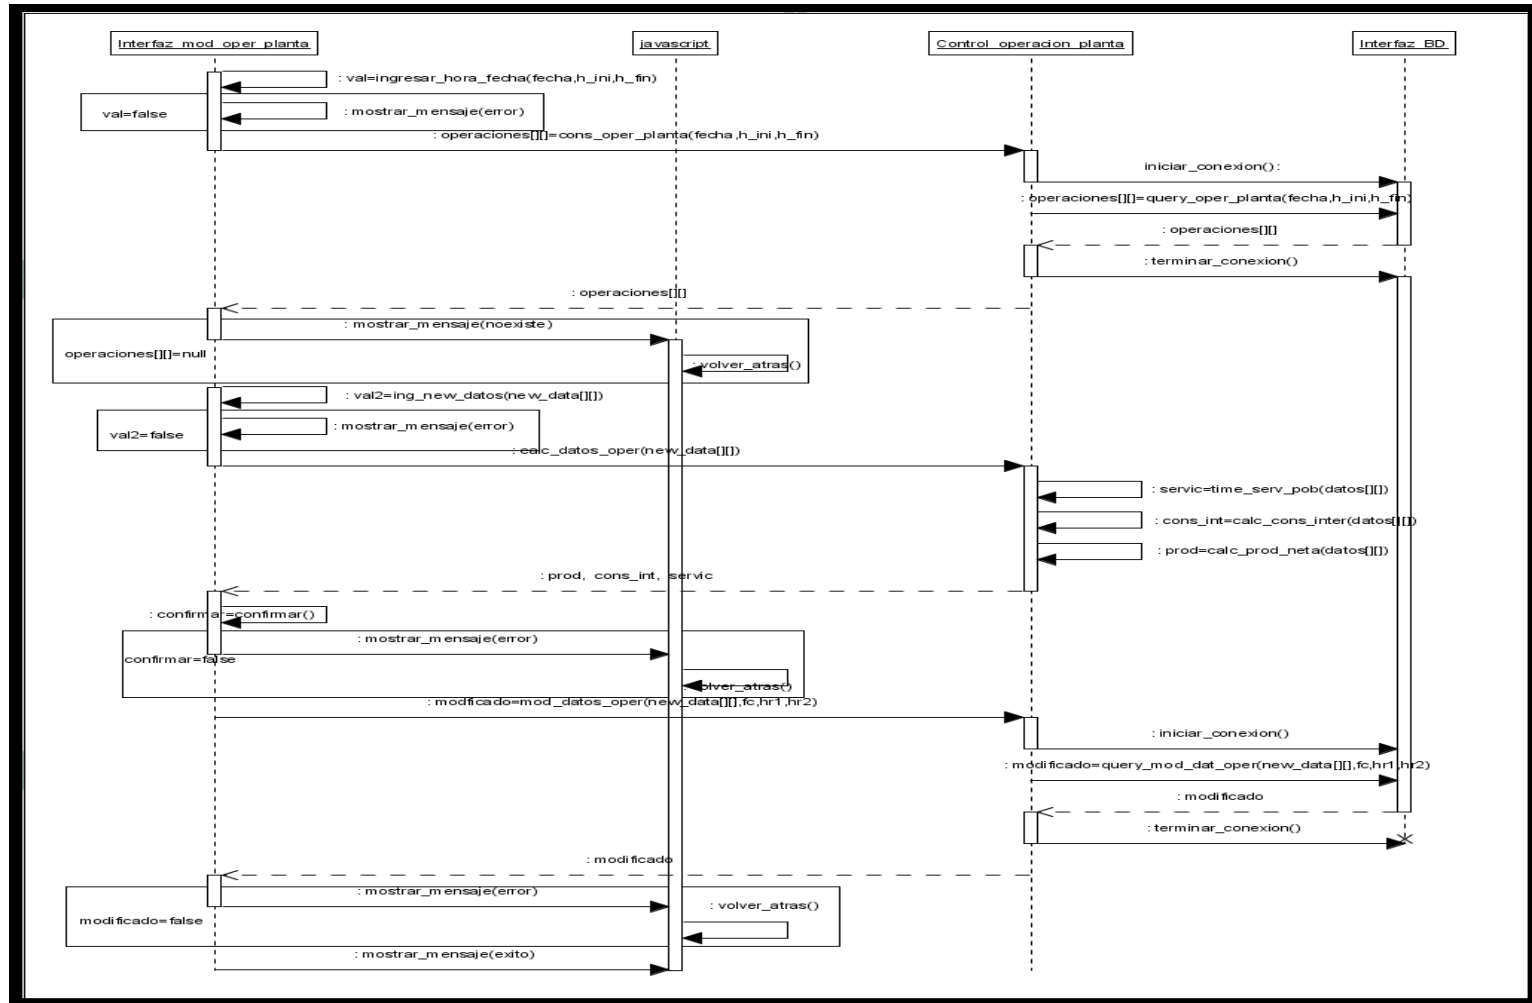 Interfaz_mod_oper_planta
javascript
Control_operacion_planta
Interfaz_BD
: val=ingresar_hora_fecha(fecha,h_ini,h_fin)
val=false
: mostrar_mensaje(error)
: operaciones[][]=cons_oper_planta(fecha,h_ini,h_fin)
iniciar_conexion():
: operaciones[][]=query_oper_planta(fecha,h_ini,h_fin)
: operaciones[][]
: terminar_conexion()
: operaciones[][]
: mostrar_mensaje(noexiste)
operaciones[][]=null
: volver_atras()
: val2=ing_new_datos(new_data[][])
val2=false
: mostrar_mensaje(error)
: calc_datos_oper(new_data[][])
: servic=time_serv_pob(datos[][])
: cons_int=calc_cons_inter(datos[][])
: prod=calc_prod_neta(datos[][])
: prod, cons_int, servic
: confirmar=confirmar()
: mostrar_mensaje(error)
confirmar=false
: volver_atras()
: modficado=mod_datos_oper(new_data[][],fc,hr1,hr2)
: iniciar_conexion()
: modificado=query_mod_dat_oper(new_data[][],fc,hr1,hr2)
: modificado
: terminar_conexion()
: modificado
: mostrar_mensaje(error)
: volver_atras()
modificado=false
: mostrar_mensaje(exito)